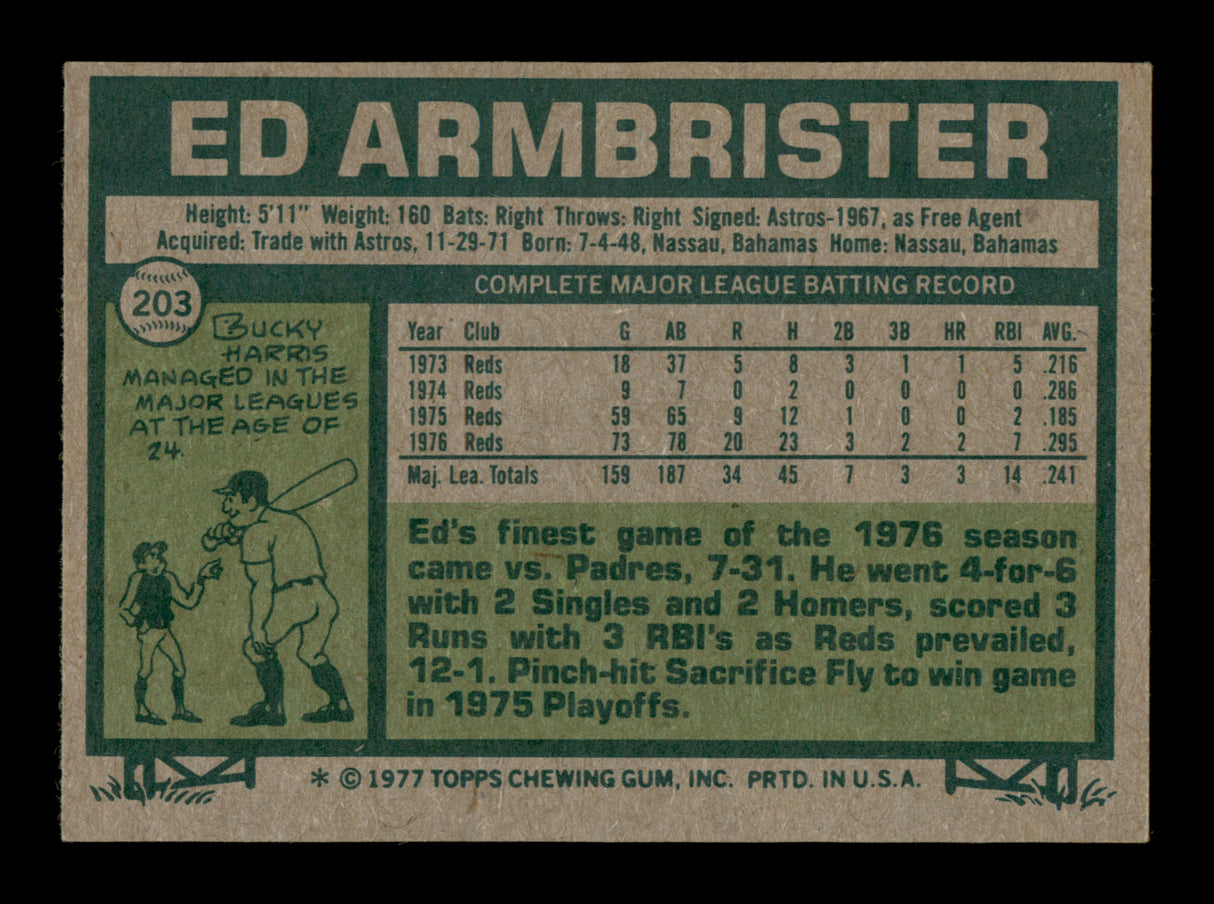 ED ARMBRISTER
Height: 5'11" Weight: 160 Bats: Right Throws: Right Signed: Astros-1967, as Free Agent
Acquired: Trade with Astros, 11-29-71 Born: 7-4-48, Nassau, Bahamas Home: Nassau, Bahamas
203
BUCKY
HARRIS
MANAGED IN THE
MAJOR LEAGUES
AT THE AGE OF
24.
COMPLETE MAJOR LEAGUE BATTING RECORD
Year Club G AB R H 2B 3B HR RBI AVG.
1973 Reds 18 37 5 8 3 1 1 5 .216
1974 Reds 9 7 0 2 0 0 0 0 .286
1975 Reds 59 65 9 12 1 0 0 2 .185
1976 Reds 73 78 20 23 3 2 2 7 .295
Maj. Lea. Totals 159 187 34 45 7 3 3 14 .241
Ed's finest game of the 1976 season
came vs. Padres, 7-31. He went 4-for-6
with 2 Singles and 2 Homers, scored 3
Runs with 3 RBI's as Reds prevailed,
12-1. Pinch-hit Sacrifice Fly to win game
in 1975 Playoffs.
* © 1977 TOPPS CHEWING GUM, INC. PRTD. IN U.S.A.